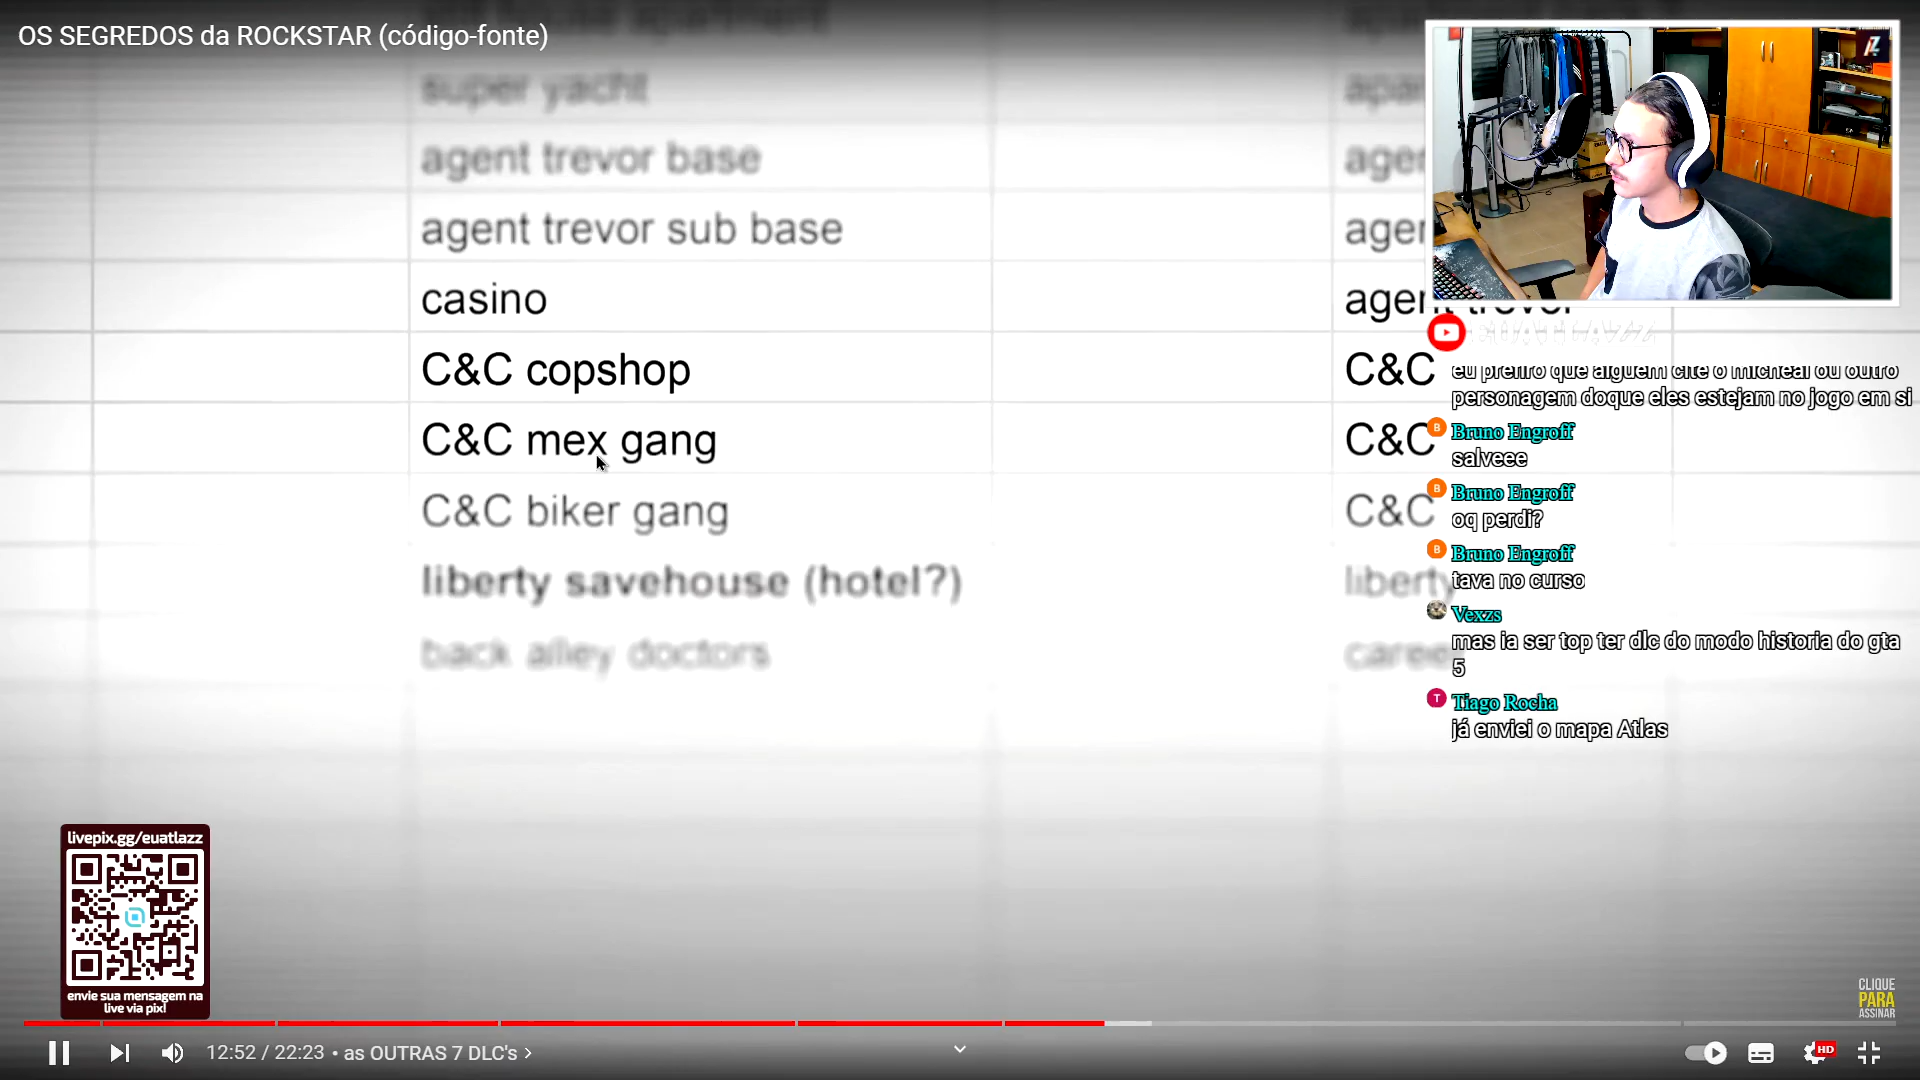 OS SEGREDOS da ROCKSTAR (código-fonte)
super yacht
agent trevor base
agent trevor sub base
casino
agent trevor
C&C copshop
C&C
C&C mex gang
C&C
C&C biker gang
C&C
liberty savehouse (hotel?)
liberty
back alley doctors
EUATLAZZ
eu prefiro que alguem cite o micheal ou outro
personagem doque eles estejam no jogo em si
Bruno Engroff
salveee
Bruno Engroff
oq perdi?
Bruno Engroff
tava no curso
Vexzs
mas ia ser top ter dlc do modo historia do gta
5
Tiago Rocha
já enviei o mapa Atlas
livepix.gg/euatlazz
envie sua mensagem na
live via pix!
CLIQUE
PARA
ASSINAR
12:52 / 22:23 • as OUTRAS 7 DLC's >
HD